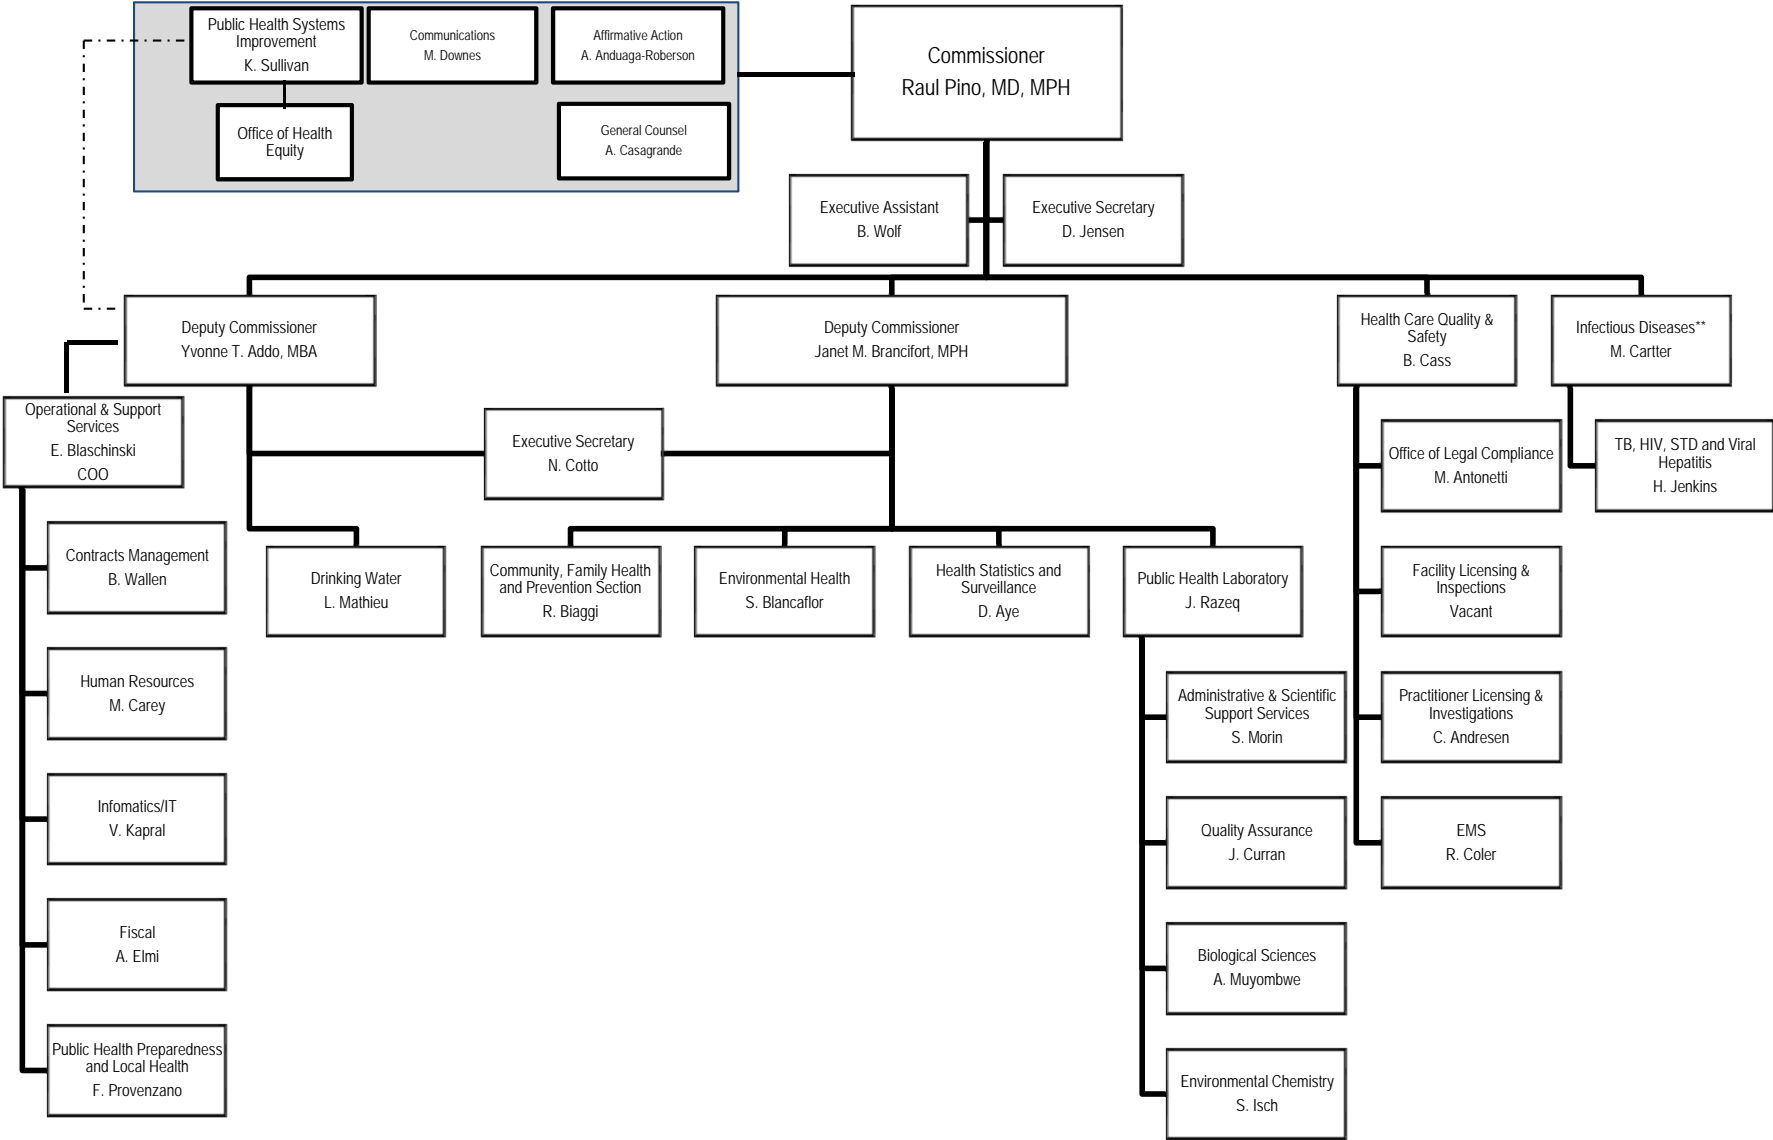 Public Health Systems
Improvement
K. Sullivan
Communications
M. Downes
Affirmative Action
A. Anduaga-Roberson
Office of Health
Equity
General Counsel
A. Casagrande
Commissioner
Raul Pino, MD, MPH
Executive Assistant
B. Wolf
Executive Secretary
D. Jensen
Deputy Commissioner
Yvonne T. Addo, MBA
Deputy Commissioner
Janet M. Brancifort, MPH
Health Care Quality &
Safety
B. Cass
Infectious Diseases**
M. Cartter
Operational & Support
Services
E. Blaschinski
COO
Executive Secretary
N. Cotto
Office of Legal Compliance
M. Antonetti
TB, HIV, STD and Viral
Hepatitis
H. Jenkins
Contracts Management
B. Wallen
Drinking Water
L. Mathieu
Community, Family Health
and Prevention Section
R. Biaggi
Environmental Health
S. Blancaflor
Health Statistics and
Surveillance
D. Aye
Public Health Laboratory
J. Razeq
Facility Licensing &
Inspections
Vacant
Human Resources
M. Carey
Administrative & Scientific
Support Services
S. Morin
Practitioner Licensing &
Investigations
C. Andresen
Infomatics/IT
V. Kapral
Quality Assurance
J. Curran
EMS
R. Coler
Fiscal
A. Elmi
Biological Sciences
A. Muyombwe
Public Health Preparedness
and Local Health
F. Provenzano
Environmental Chemistry
S. Isch